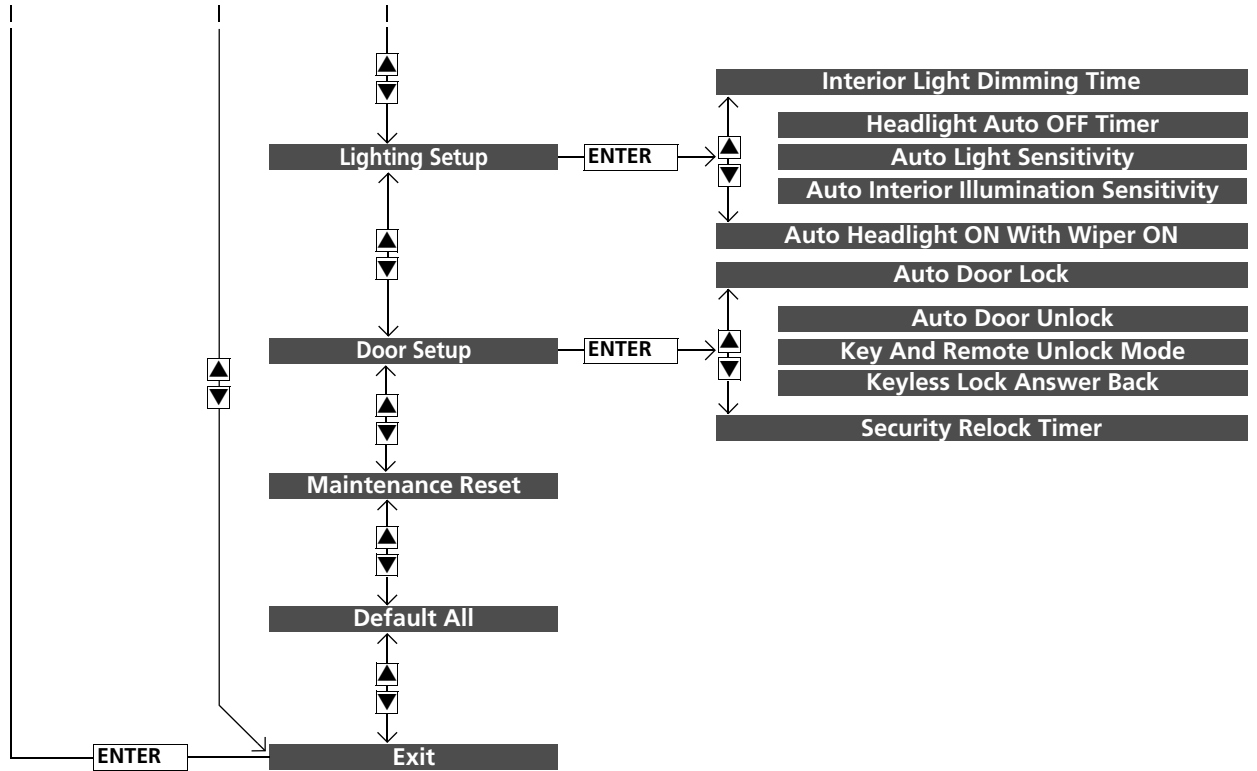 Interior Light Dimming Time
Headlight Auto OFF Timer
Lighting Setup
ENTER
Auto Light Sensitivity
Auto Interior Illumination Sensitivity
Auto Headlight ON With Wiper ON
Auto Door Lock
Auto Door Unlock
Door Setup
ENTER
Key And Remote Unlock Mode
Keyless Lock Answer Back
Security Relock Timer
Maintenance Reset
Default All
ENTER
Exit